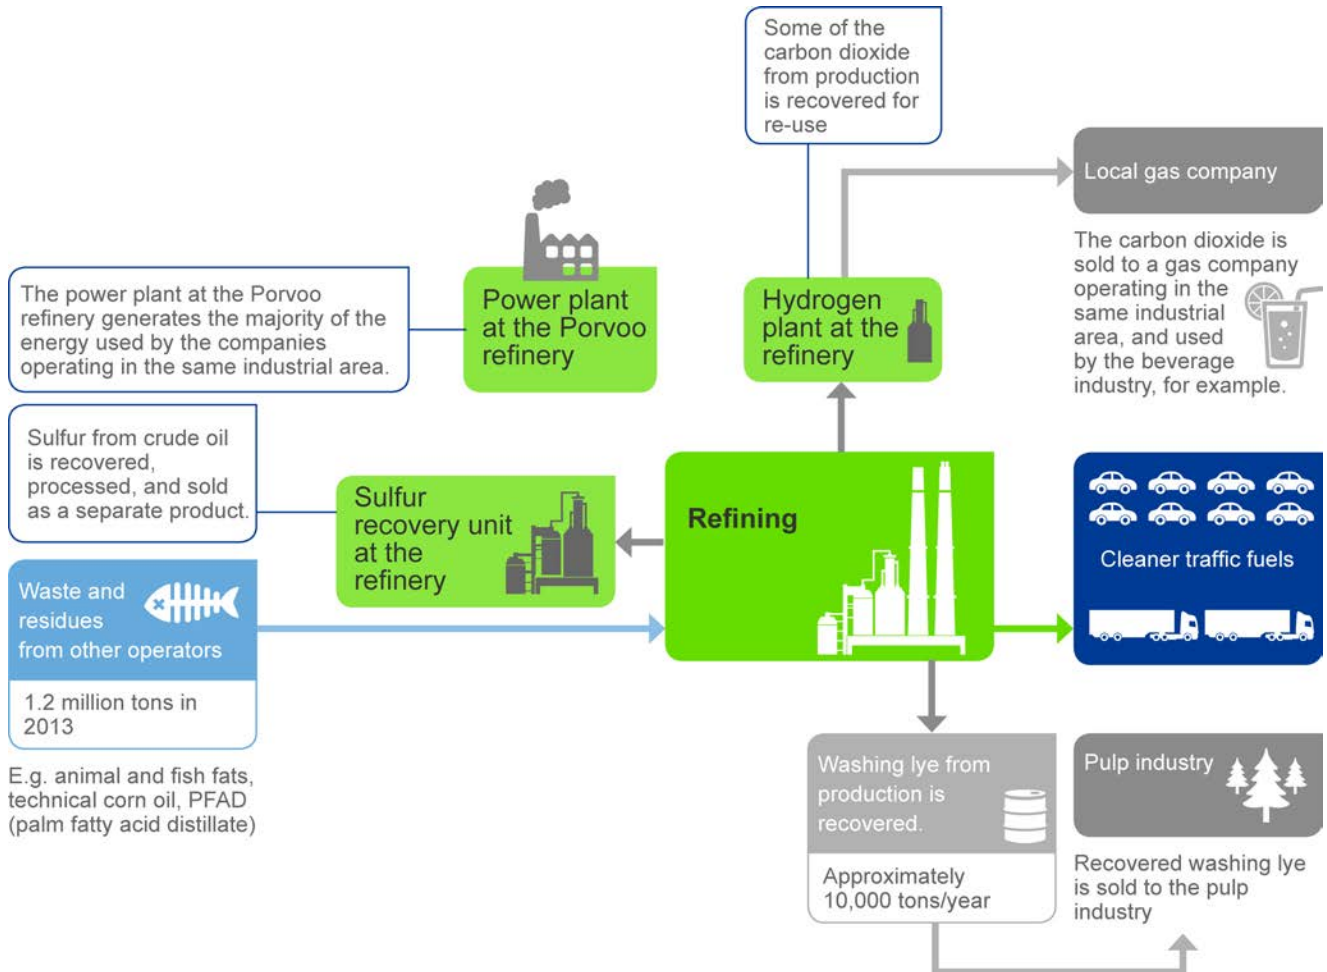 Some of the
carbon dioxide
from production
is recovered for
re-use
Local gas company
The carbon dioxide is
sold to a gas company
operating in the
same industrial
area, and used
by the beverage
industry, for example.
Power plant
at the Porvoo
refinery
The power plant at the Porvoo
refinery generates the majority of the
energy used by the companies
operating in the same industrial area.
Hydrogen
plant at the
refinery
Sulfur from crude oil
is recovered,
processed, and sold
as a separate product.
Sulfur
recovery unit
at the
refinery
Refining
Cleaner traffic fuels
Waste and
residues
from other operators
1.2 million tons in
2013
E.g. animal and fish fats,
technical corn oil, PFAD
(palm fatty acid distillate)
Washing lye from
production is
recovered.
Approximately
10,000 tons/year
Pulp industry
Recovered washing lye
is sold to the pulp
industry